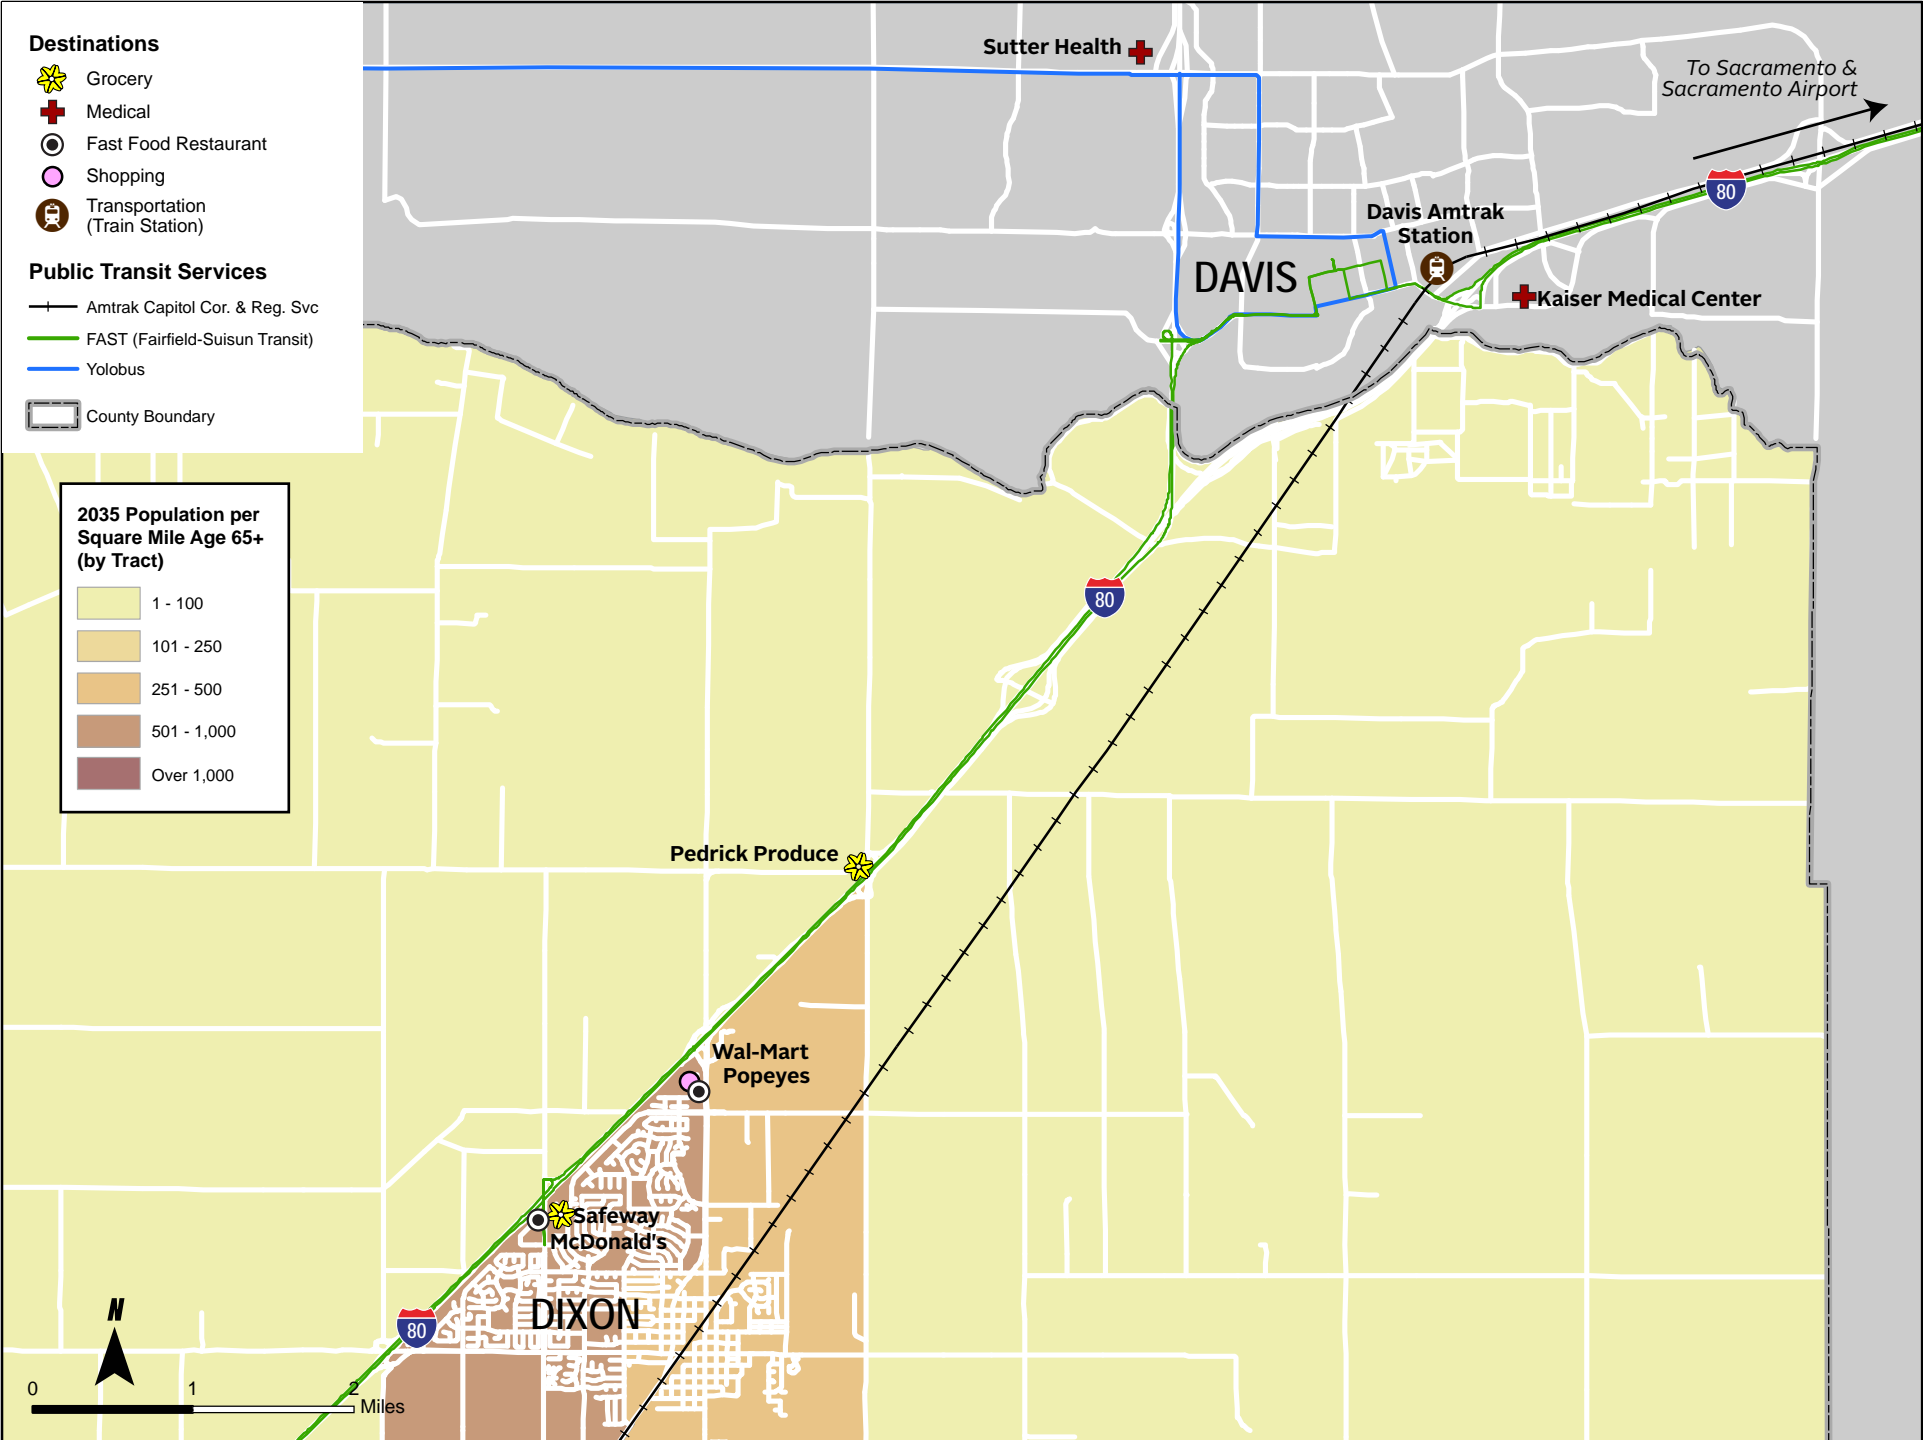 Destinations
Grocery
Medical
Fast Food Restaurant
Shopping
Transportation
(Train Station)
Public Transit Services
Amtrak Capitol Cor. & Reg. Svc
FAST (Fairfield-Suisun Transit)
Yolobus
County Boundary
2035 Population per
Square Mile Age 65+
(by Tract)
1 - 100
101 - 250
251 - 500
501 - 1,000
Over 1,000
Sutter Health
To Sacramento &
Sacramento Airport
80
Davis Amtrak
Station
DAVIS
Kaiser Medical Center
80
Pedrick Produce
Wal-Mart
Popeyes
Safeway
McDonald's
DIXON
80
N
0 1 2
Miles